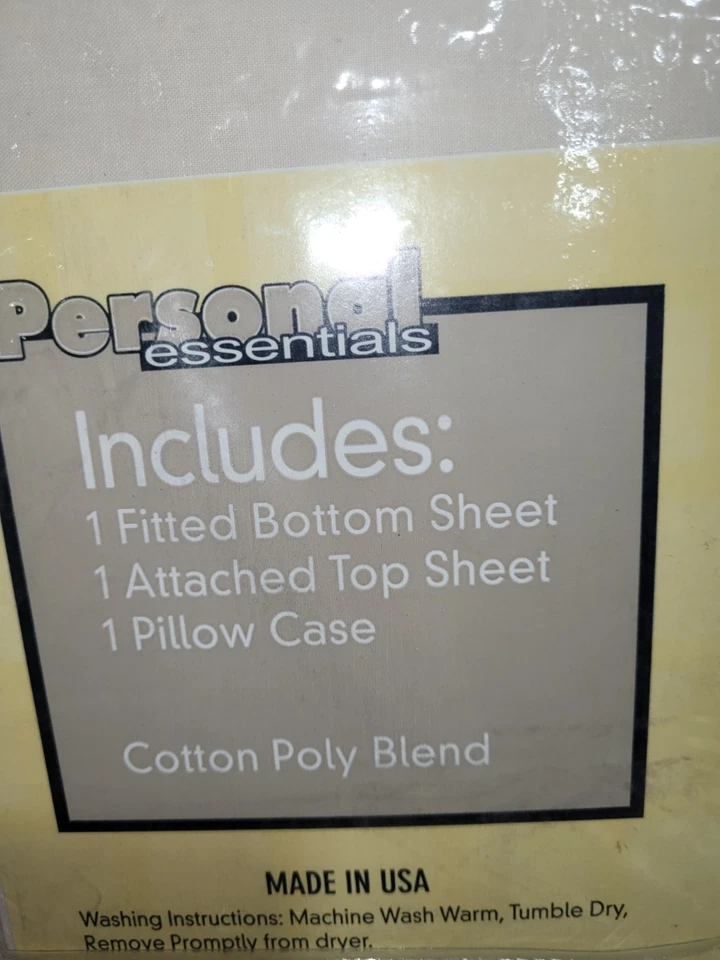 Personal
essentials
Includes:
1 Fitted Bottom Sheet
1 Attached Top Sheet
1 Pillow Case
Cotton Poly Blend
MADE IN USA
Washing Instructions: Machine Wash Warm, Tumble Dry,
Remove Promptly from dryer.